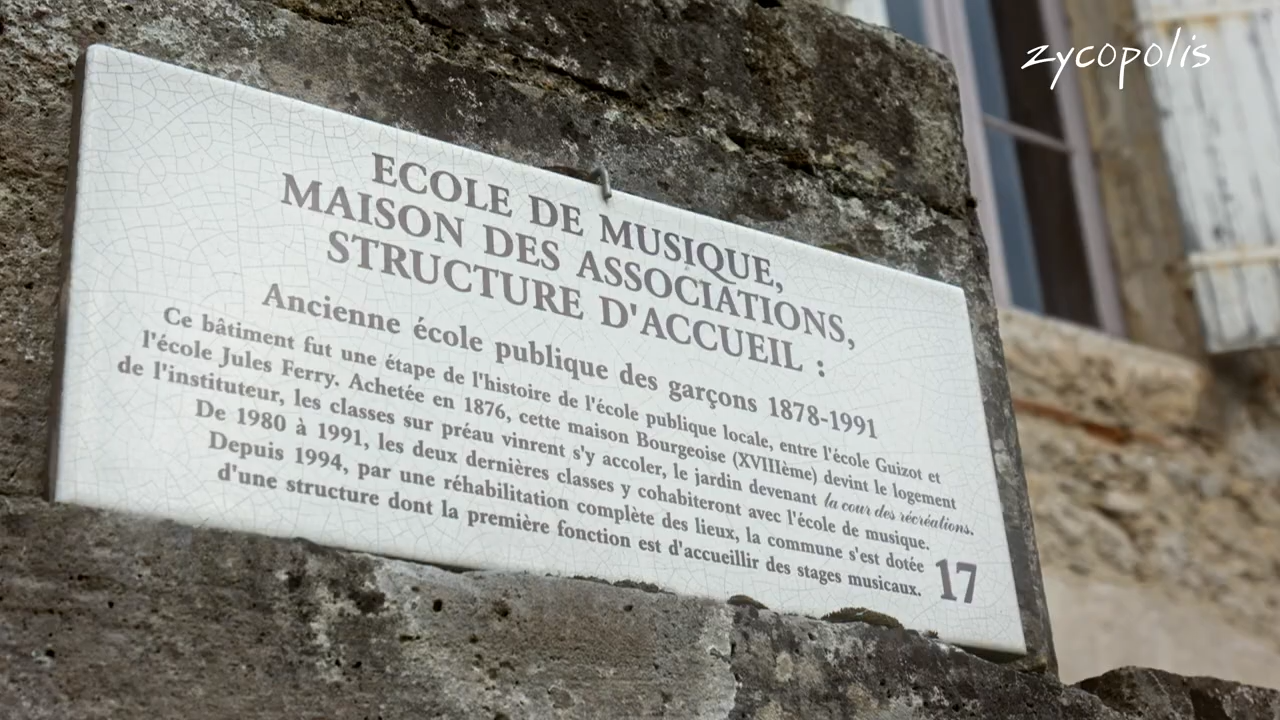 zycopolis
ECOLE DE MUSIQUE,
MAISON DES ASSOCIATIONS,
STRUCTURE D'ACCUEIL :
Ancienne école publique des garçons 1878-1991
Ce bâtiment fut une étape de l'histoire de l'école publique locale, entre l'école Guizot et
l'école Jules Ferry. Achetée en 1876, cette maison Bourgeoise (XVIIIème) devint le logement
de l'instituteur, les classes sur préau vinrent s'y accoler, le jardin devenant la cour des récréations.
De 1980 à 1991, les deux dernières classes y cohabiteront avec l'école de musique.
Depuis 1994, par une réhabilitation complète des lieux, la commune s'est dotée
d'une structure dont la première fonction est d'accueillir des stages musicaux.
17